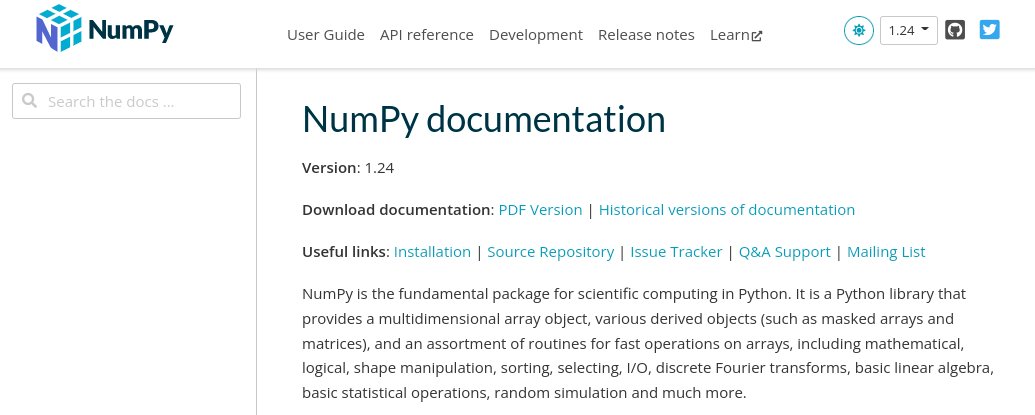 NumPy
User Guide API reference Development Release notes Learn
1.24
Search the docs ...
NumPy documentation
Version: 1.24
Download documentation: PDF Version | Historical versions of documentation
Useful links: Installation | Source Repository | Issue Tracker | Q&A Support | Mailing List
NumPy is the fundamental package for scientific computing in Python. It is a Python library that
provides a multidimensional array object, various derived objects (such as masked arrays and
matrices), and an assortment of routines for fast operations on arrays, including mathematical,
logical, shape manipulation, sorting, selecting, I/O, discrete Fourier transforms, basic linear algebra,
basic statistical operations, random simulation and much more.